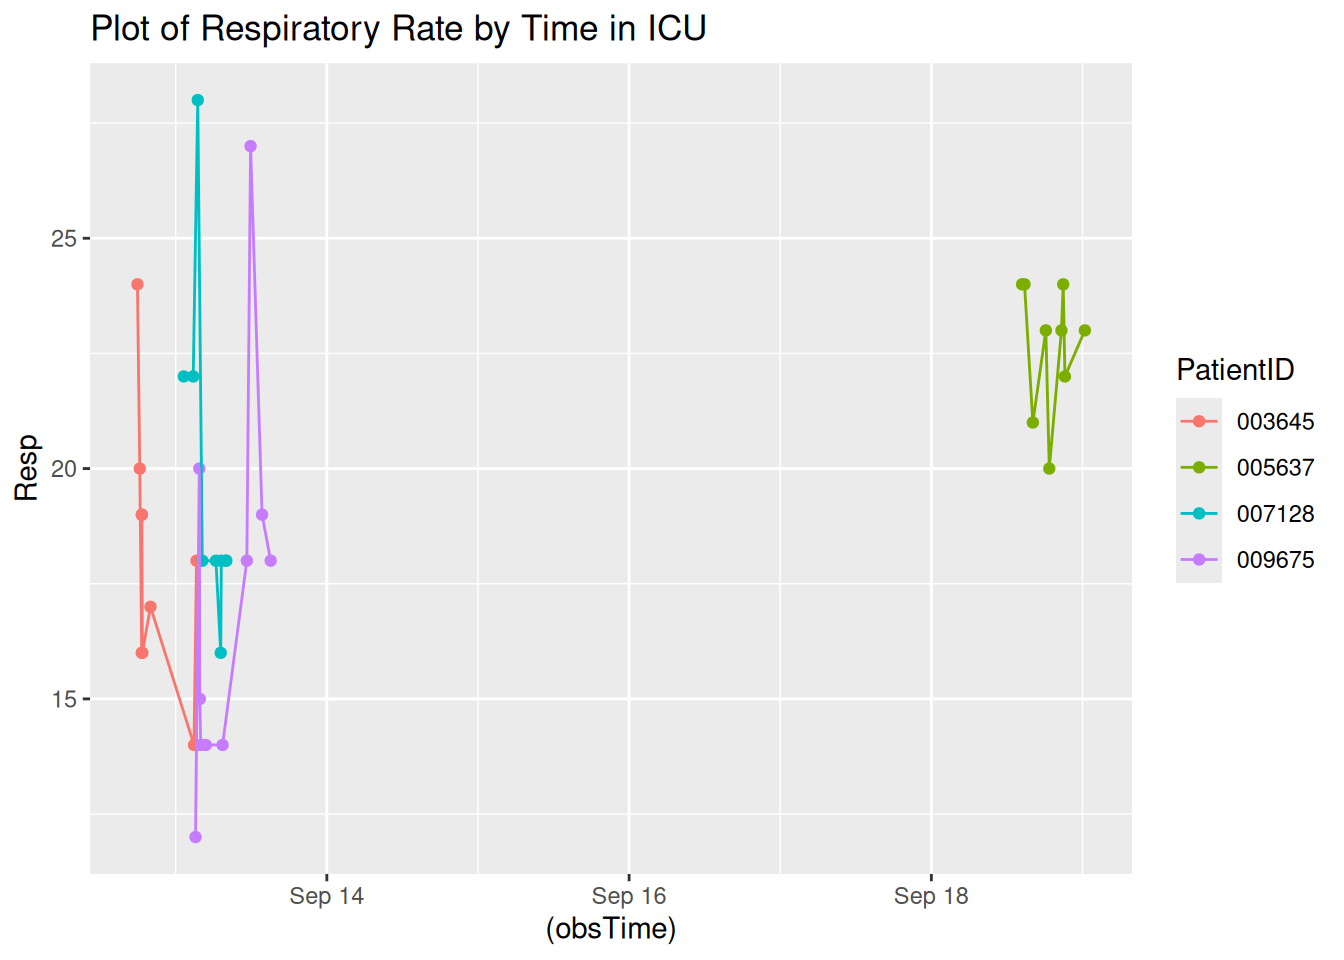 Plot of Respiratory Rate by Time in ICU
Resp
25
20
15
Sep 14
Sep 16
Sep 18
(obsTime)
PatientID
003645
005637
007128
009675